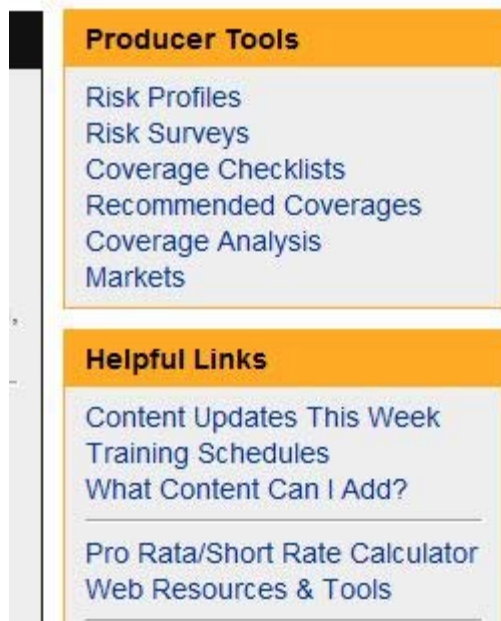 Producer Tools
Risk Profiles
Risk Surveys
Coverage Checklists
Recommended Coverages
Coverage Analysis
Markets
Helpful Links
Content Updates This Week
Training Schedules
What Content Can I Add?
Pro Rata/Short Rate Calculator
Web Resources & Tools